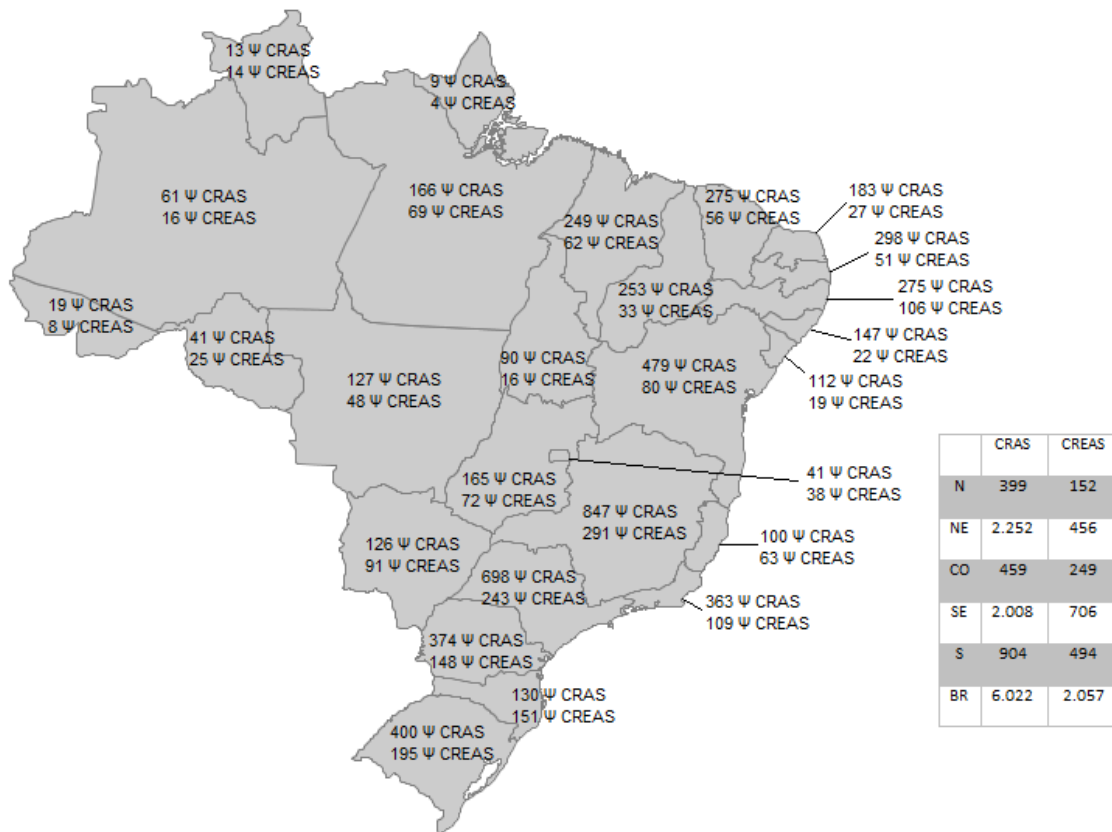 13 Ψ CRAS
14 Ψ CREAS
9 Ψ CRAS
4 Ψ CREAS
61 Ψ CRAS
16 Ψ CREAS
166 Ψ CRAS
69 Ψ CREAS
249 Ψ CRAS
62 Ψ CREAS
275 Ψ CRAS
56 Ψ CREAS
183 Ψ CRAS
27 Ψ CREAS
298 Ψ CRAS
51 Ψ CREAS
275 Ψ CRAS
106 Ψ CREAS
253 Ψ CRAS
33 Ψ CREAS
19 Ψ CRAS
8 Ψ CREAS
41 Ψ CRAS
25 Ψ CREAS
147 Ψ CRAS
22 Ψ CREAS
90 Ψ CRAS
16 Ψ CREAS
479 Ψ CRAS
80 Ψ CREAS
112 Ψ CRAS
19 Ψ CREAS
127 Ψ CRAS
48 Ψ CREAS
165 Ψ CRAS
72 Ψ CREAS
41 Ψ CRAS
38 Ψ CREAS
847 Ψ CRAS
291 Ψ CREAS
100 Ψ CRAS
63 Ψ CREAS
126 Ψ CRAS
91 Ψ CREAS
698 Ψ CRAS
243 Ψ CREAS
363 Ψ CRAS
109 Ψ CREAS
374 Ψ CRAS
148 Ψ CREAS
130 Ψ CRAS
151 Ψ CREAS
400 Ψ CRAS
195 Ψ CREAS
CRAS CREAS
N 399 152
NE 2.252 456
CO 459 249
SE 2.008 706
S 904 494
BR 6.022 2.057